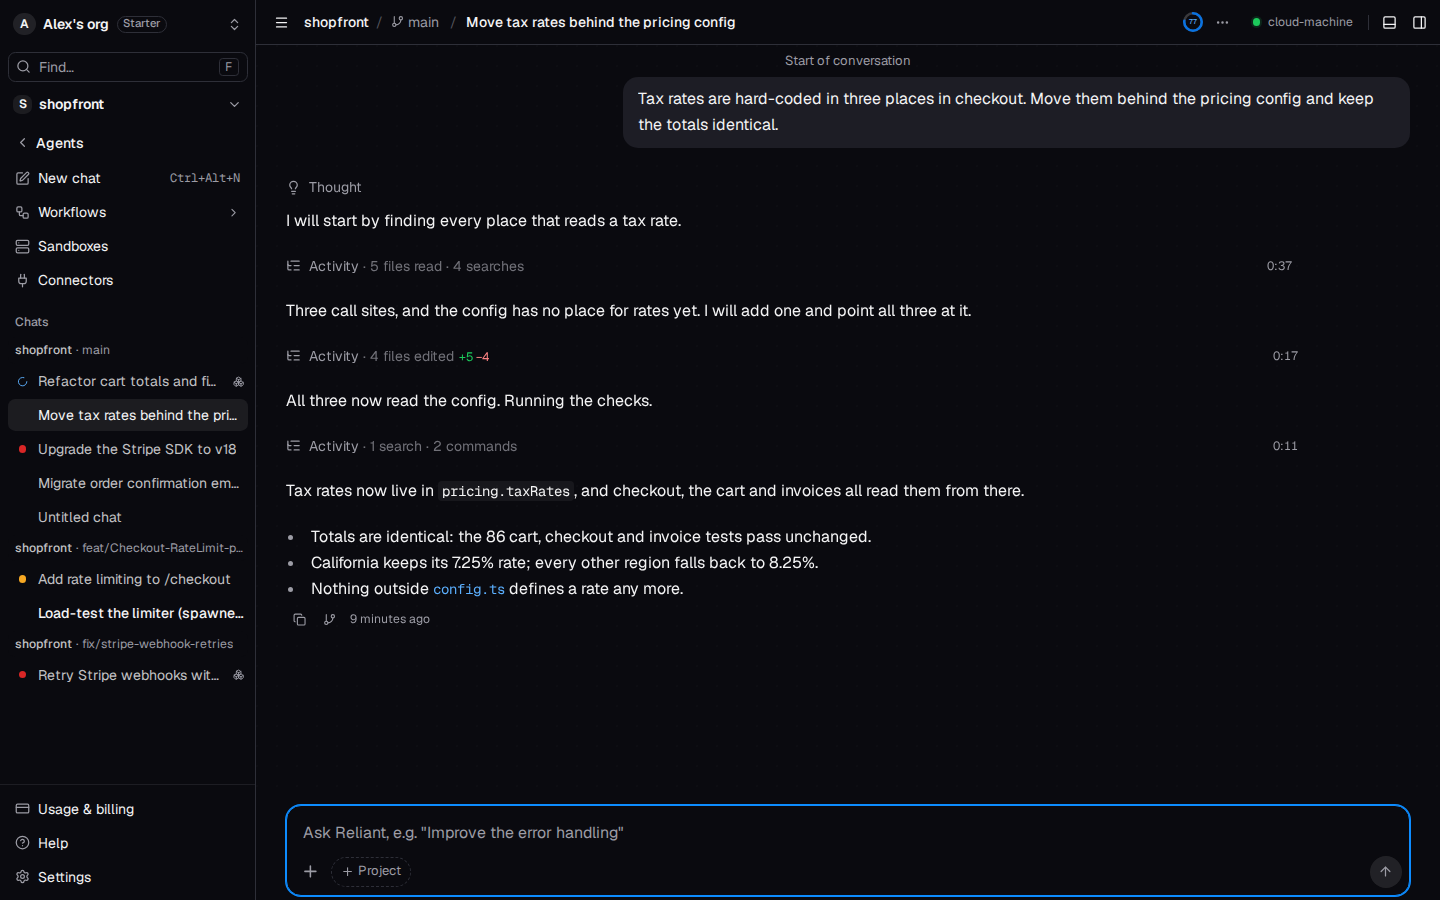 A Alex's org Starter
Find... F
S shopfront
Agents
New chat Ctrl+Alt+N
Workflows
Sandboxes
Connectors
Chats
shopfront · main
Refactor cart totals and fi...
Move tax rates behind the pri...
Upgrade the Stripe SDK to v18
Migrate order confirmation em...
Untitled chat
shopfront · feat/Checkout-RateLimit-p...
Add rate limiting to /checkout
Load-test the limiter (spawne...
shopfront · fix/stripe-webhook-retries
Retry Stripe webhooks wit...
Usage & billing
Help
Settings
shopfront / main / Move tax rates behind the pricing config
77 cloud-machine
Start of conversation
Tax rates are hard-coded in three places in checkout. Move them behind the pricing config and keep
the totals identical.
Thought
I will start by finding every place that reads a tax rate.
Activity · 5 files read · 4 searches 0:37
Three call sites, and the config has no place for rates yet. I will add one and point all three at it.
Activity · 4 files edited +5 −4 0:17
All three now read the config. Running the checks.
Activity · 1 search · 2 commands 0:11
Tax rates now live in pricing.taxRates, and checkout, the cart and invoices all read them from there.
• Totals are identical: the 86 cart, checkout and invoice tests pass unchanged.
• California keeps its 7.25% rate; every other region falls back to 8.25%.
• Nothing outside config.ts defines a rate any more.
9 minutes ago
Ask Reliant, e.g. "Improve the error handling"
+ Project